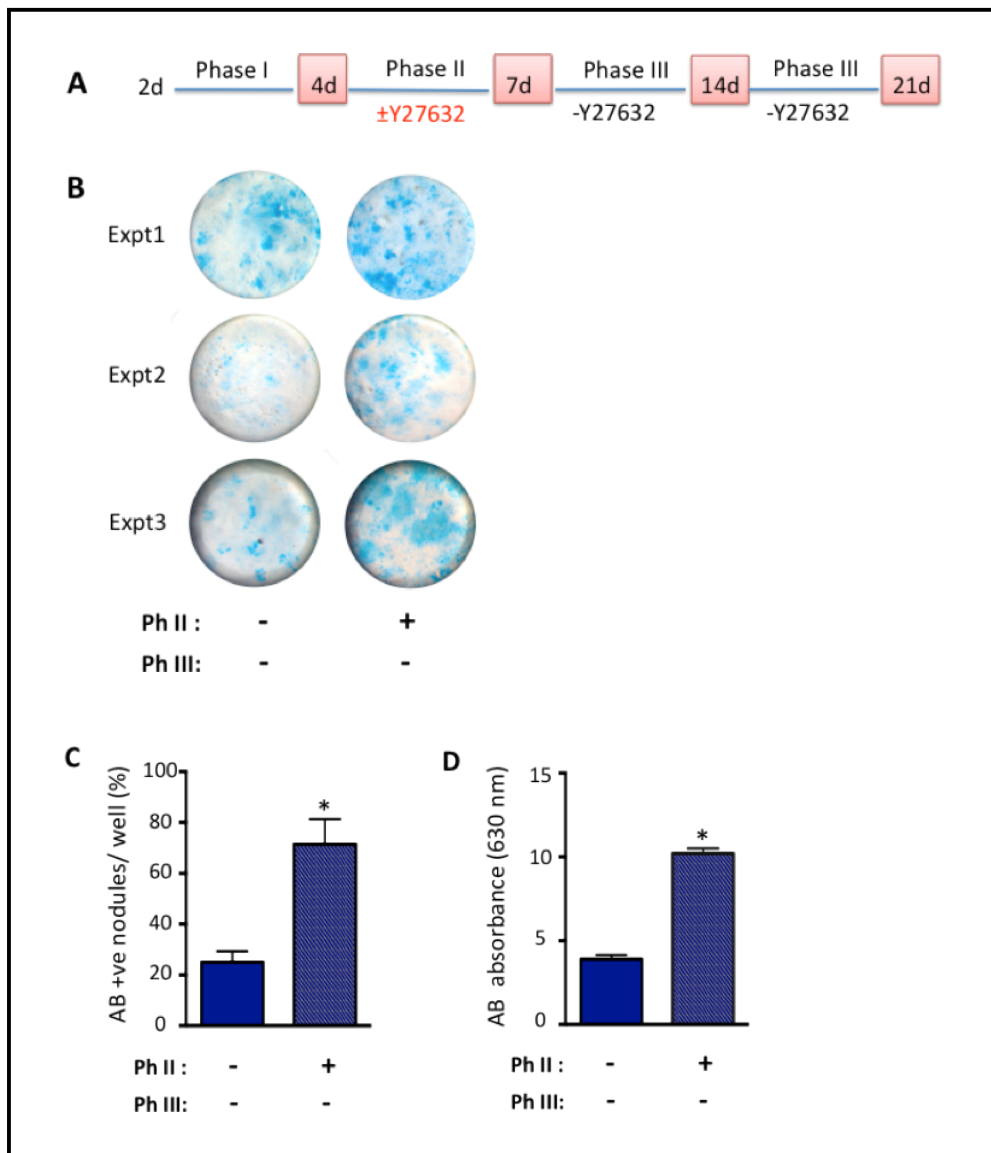 A
2d Phase I 4d Phase II 7d Phase III 14d Phase III 21d
±Y27632 -Y27632 -Y27632
B
Expt1
Expt2
Expt3
Ph II : - +
Ph III: - -
C
AB +ve nodules/ well (%)
100
80
60
40
20
0
*
Ph II : - +
Ph III: - -
D
AB absorbance (630 nm)
15
10
5
0
*
Ph II : - +
Ph III: - -